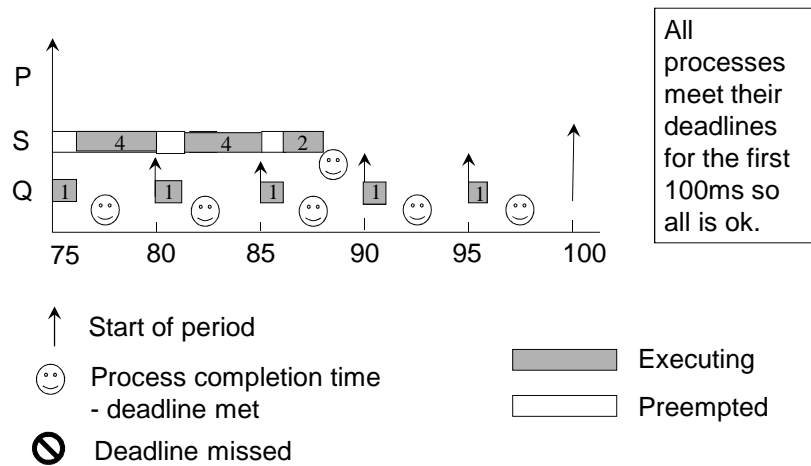 All
processes
meet their
deadlines
for the first
100ms so
all is ok.
P
S 4 4 2
Q 1 1 1 1 1
75 80 85 90 95 100
Start of period
Process completion time
- deadline met
Deadline missed
Executing
Preempted